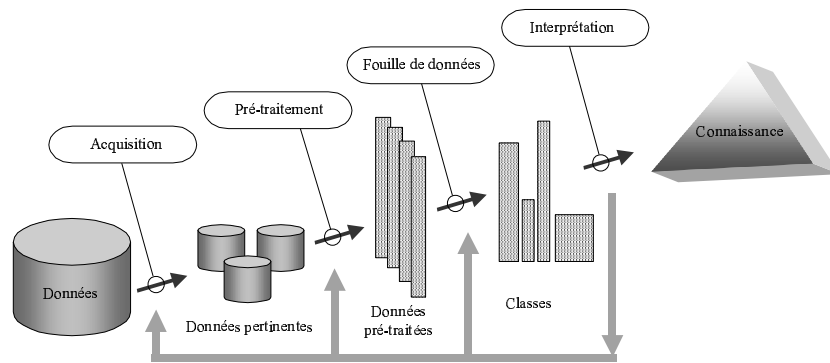 Interprétation
Fouille de données
Pré-traitement
Connaissance
Acquisition
Données
Données pertinentes
Données
pré-traitées
Classes